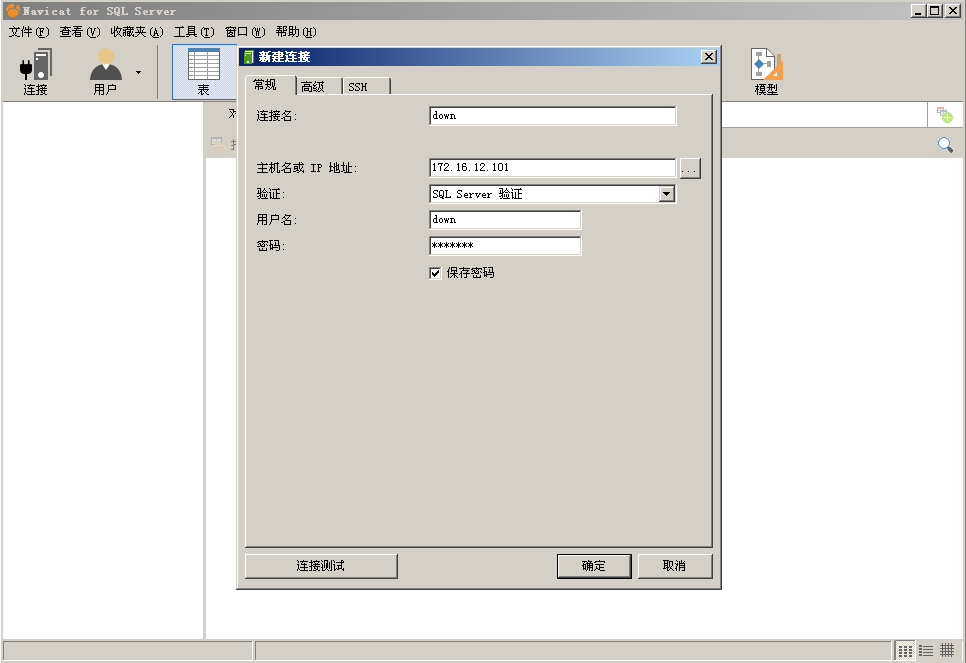 Navicat for SQL Server
文件(F) 查看(V) 收藏夹(A) 工具(T) 窗口(W) 帮助(H)
连接 用户 表 模型
新建连接
常规 高级 SSH
连接名: down
主机名或 IP 地址: 172.16.12.101 ...
验证: SQL Server 验证
用户名: down
密码: *******
保存密码
连接测试 确定 取消